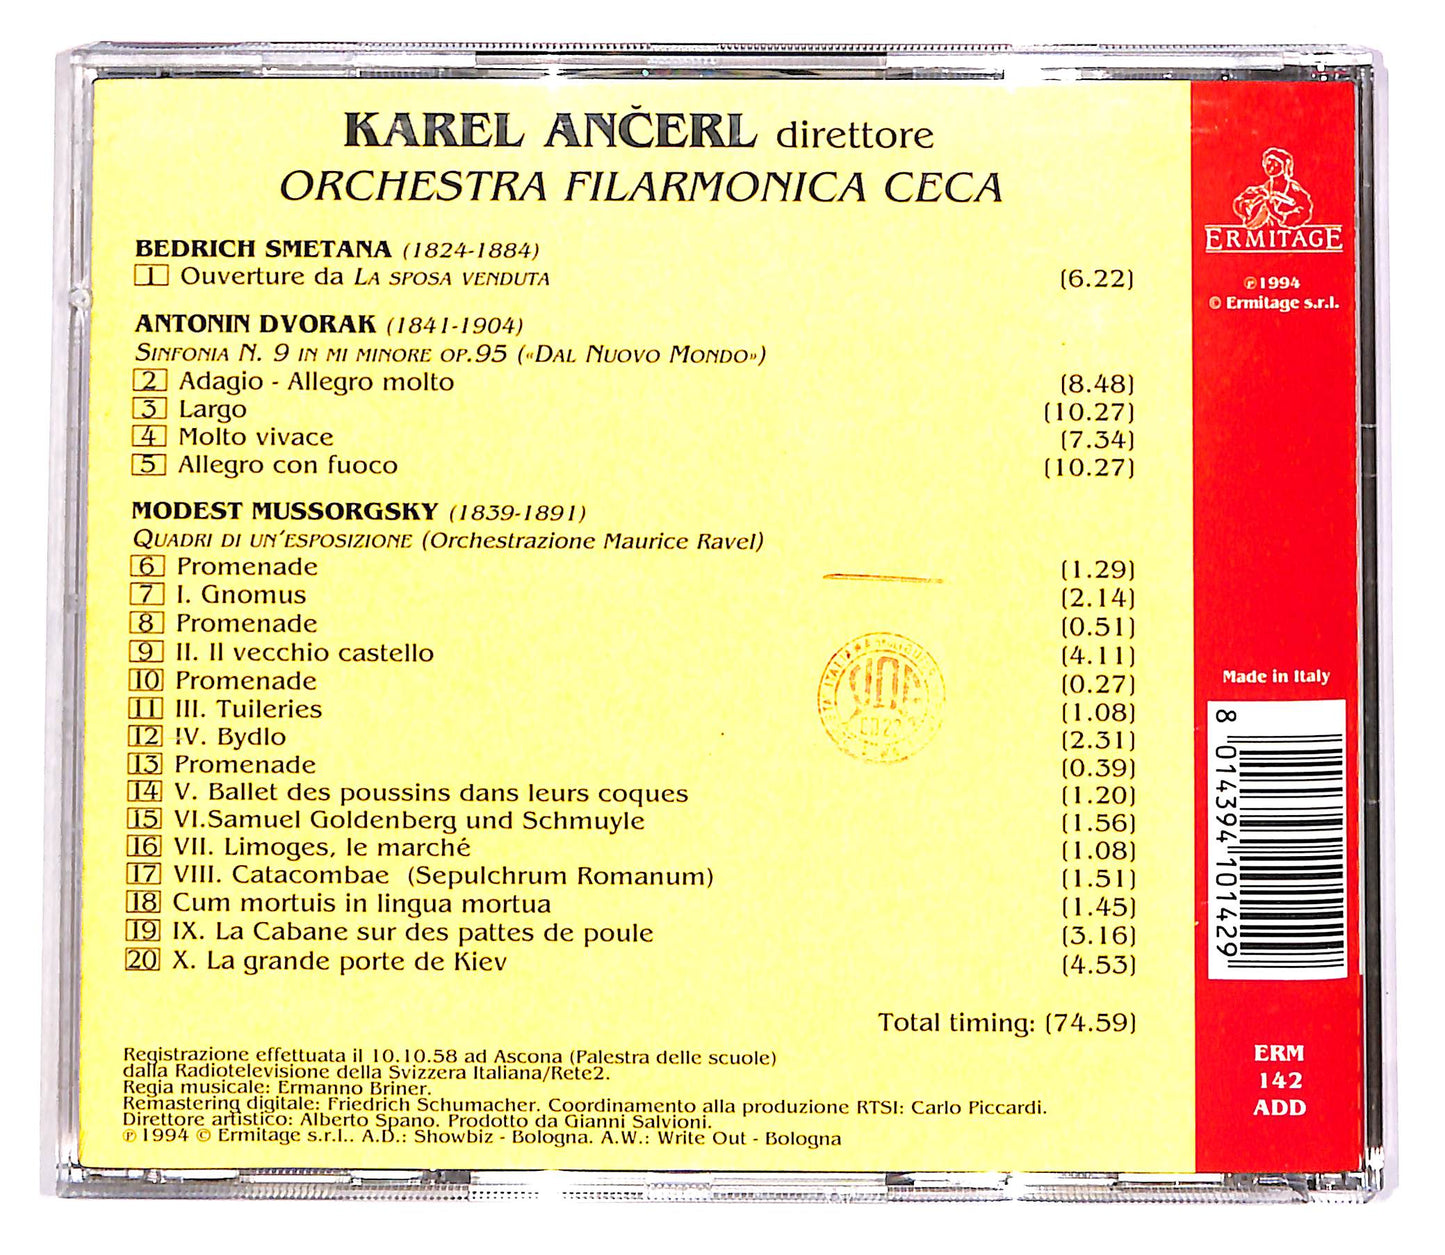 KAREL ANČERL direttore
ORCHESTRA FILARMONICA CECA
BEDRICH SMETANA (1824-1884)
1 Ouverture da LA SPOSA VENDUTA (6.22)
ANTONIN DVORAK (1841-1904)
SINFONIA N. 9 IN MI MINORE OP.95 («DAL NUOVO MONDO»)
2 Adagio - Allegro molto (8.48)
3 Largo (10.27)
4 Molto vivace (7.34)
5 Allegro con fuoco (10.27)
MODEST MUSSORGSKY (1839-1891)
QUADRI DI UN'ESPOSIZIONE (Orchestrazione Maurice Ravel)
6 Promenade (1.29)
7 I. Gnomus (2.14)
8 Promenade (0.51)
9 II. Il vecchio castello (4.11)
10 Promenade (0.27)
11 III. Tuileries (1.08)
12 IV. Bydlo (2.31)
13 Promenade (0.39)
14 V. Ballet des poussins dans leurs coques (1.20)
15 VI.Samuel Goldenberg und Schmuyle (1.56)
16 VII. Limoges, le marché (1.08)
17 VIII. Catacombae (Sepulchrum Romanum) (1.51)
18 Cum mortuis in lingua mortua (1.45)
19 IX. La Cabane sur des pattes de poule (3.16)
20 X. La grande porte de Kiev (4.53)
Total timing: (74.59)
Registrazione effettuata il 10.10.58 ad Ascona (Palestra delle scuole)
dalla Radiotelevisione della Svizzera Italiana/Rete2.
Regia musicale: Ermanno Briner.
Remastering digitale: Friedrich Schumacher. Coordinamento alla produzione RTSI: Carlo Piccardi.
Direttore artistico: Alberto Spano. Prodotto da Gianni Salvioni.
℗ 1994 © Ermitage s.r.l.. A.D.: Showbiz - Bologna. A.W.: Write Out - Bologna
ERMITAGE
℗1994
© Ermitage s.r.l.
Made in Italy
8 014394 101429
ERM
142
ADD